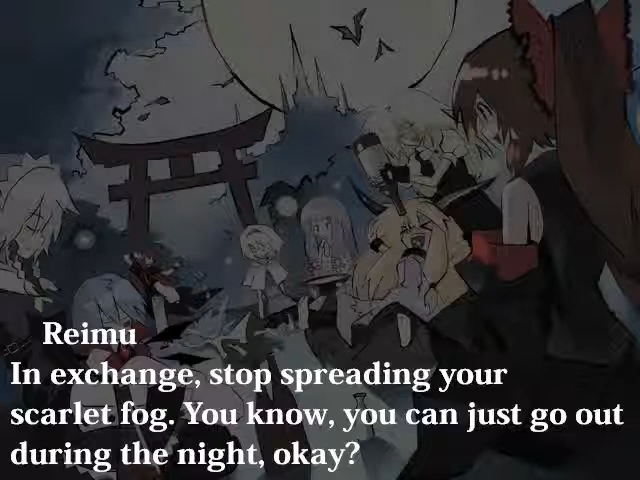 Reimu
In exchange, stop spreading your
scarlet fog. You know, you can just go out
during the night, okay?